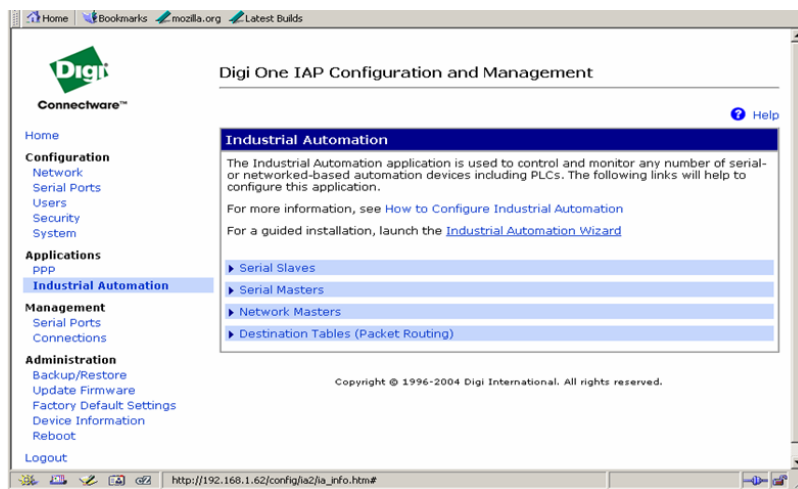 Home Bookmarks mozilla.org Latest Builds
Digi
Connectware™
Digi One IAP Configuration and Management
? Help
Home
Configuration
Network
Serial Ports
Users
Security
System
Applications
PPP
Industrial Automation
Management
Serial Ports
Connections
Administration
Backup/Restore
Update Firmware
Factory Default Settings
Device Information
Reboot
Logout
Industrial Automation
The Industrial Automation application is used to control and monitor any number of serial-
or networked-based automation devices including PLCs. The following links will help to
configure this application.
For more information, see How to Configure Industrial Automation
For a guided installation, launch the Industrial Automation Wizard
Serial Slaves
Serial Masters
Network Masters
Destination Tables (Packet Routing)
Copyright © 1996-2004 Digi International. All rights reserved.
http://192.168.1.62/config/ia2/ia_info.htm#